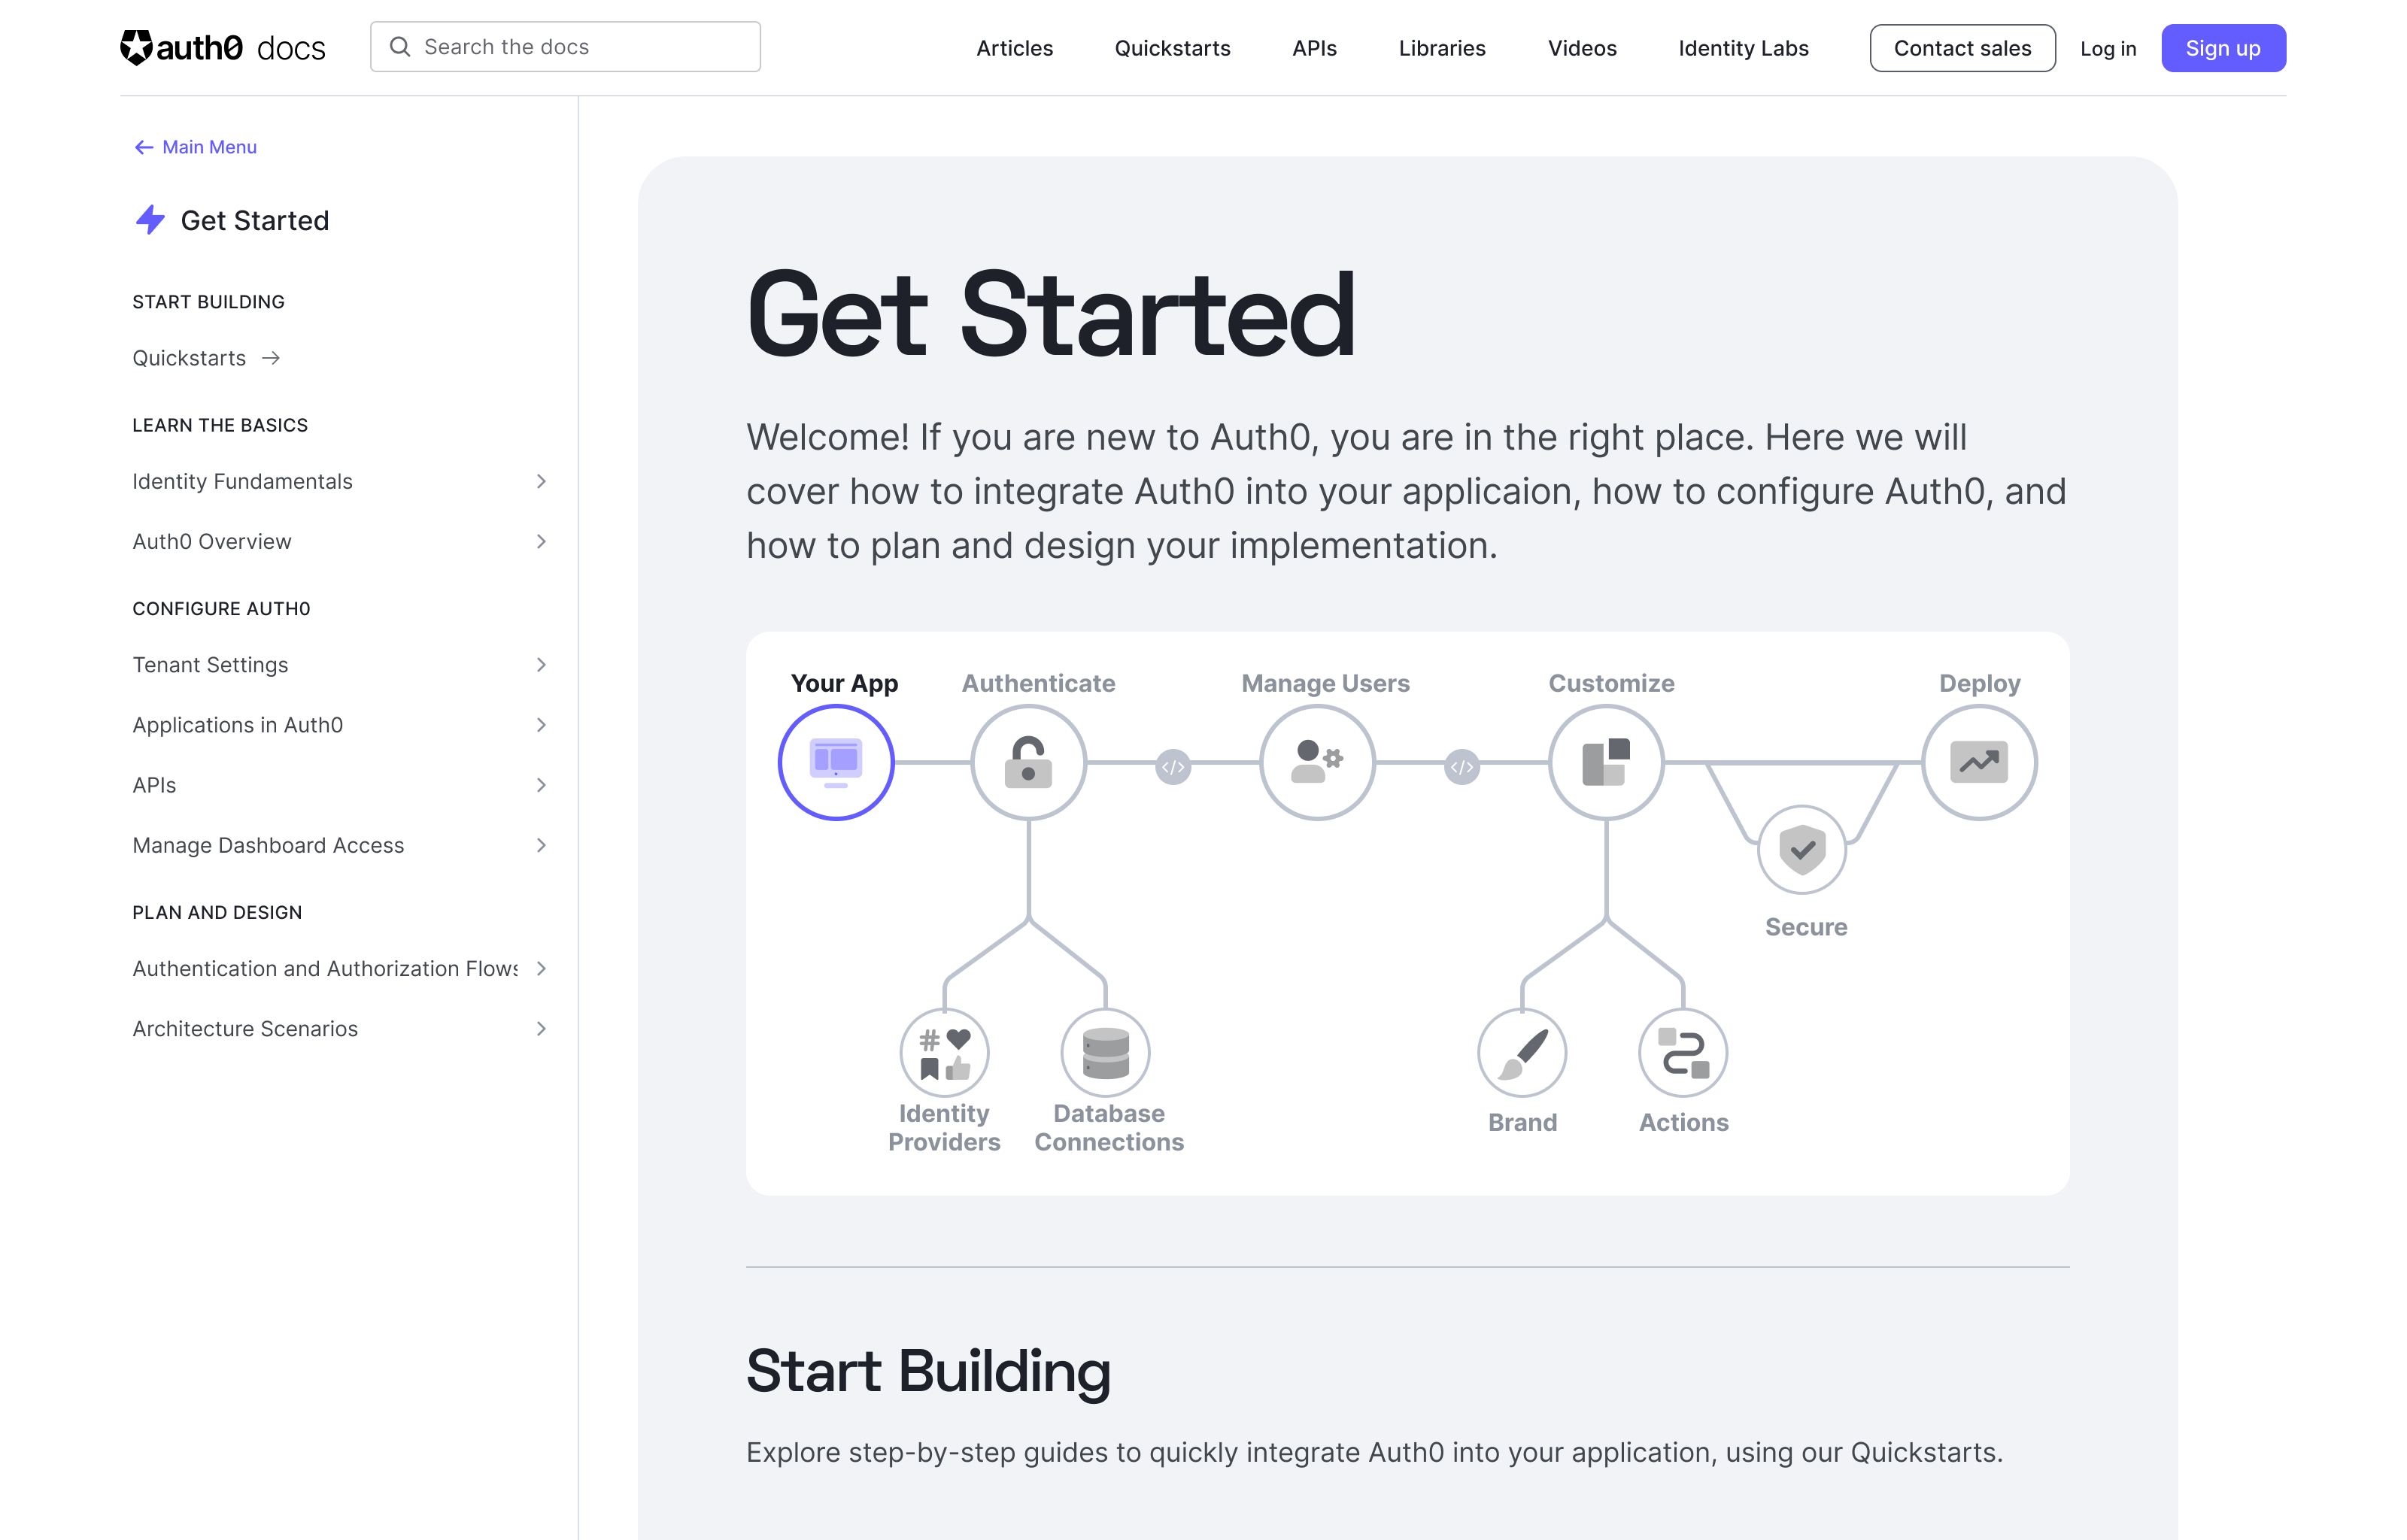 auth0 docs
Search the docs
Articles
Quickstarts
APIs
Libraries
Videos
Identity Labs
Contact sales
Log in
Sign up
Main Menu
Get Started
START BUILDING
Quickstarts
LEARN THE BASICS
Identity Fundamentals
Auth0 Overview
CONFIGURE AUTH0
Tenant Settings
Applications in Auth0
APIs
Manage Dashboard Access
PLAN AND DESIGN
Authentication and Authorization Flows
Architecture Scenarios
Get Started
Welcome! If you are new to Auth0, you are in the right place. Here we will
cover how to integrate Auth0 into your applicaion, how to configure Auth0, and
how to plan and design your implementation.
Your App
Authenticate
Manage Users
Customize
Deploy
</>
</>
Secure
Identity
Providers
Database
Connections
Brand
Actions
Start Building
Explore step-by-step guides to quickly integrate Auth0 into your application, using our Quickstarts.